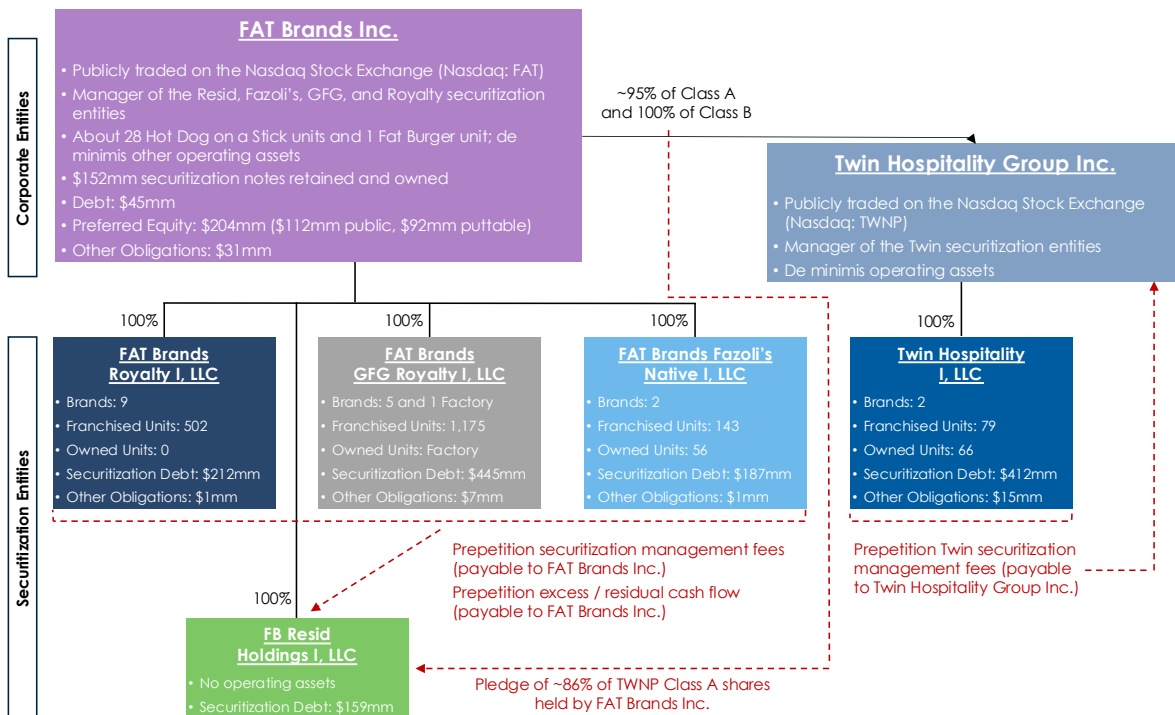 Corporate Entities
FAT Brands Inc.
• Publicly traded on the Nasdaq Stock Exchange (Nasdaq: FAT)
• Manager of the Resid, Fazoli's, GFG, and Royalty securitization
entities
• About 28 Hot Dog on a Stick units and 1 Fat Burger unit; de
minimis other operating assets
• $152mm securitization notes retained and owned
• Debt: $45mm
• Preferred Equity: $204mm ($112mm public, $92mm puttable)
• Other Obligations: $31mm
~95% of Class A
and 100% of Class B
Twin Hospitality Group Inc.
• Publicly traded on the Nasdaq Stock Exchange
(Nasdaq: TWNP)
• Manager of the Twin securitization entities
• De minimis operating assets
Securitization Entities
100%
FAT Brands
Royalty I, LLC
• Brands: 9
• Franchised Units: 502
• Owned Units: 0
• Securitization Debt: $212mm
• Other Obligations: $1mm
100%
FAT Brands
GFG Royalty I, LLC
• Brands: 5 and 1 Factory
• Franchised Units: 1,175
• Owned Units: Factory
• Securitization Debt: $445mm
• Other Obligations: $7mm
100%
FAT Brands Fazoli's
Native I, LLC
• Brands: 2
• Franchised Units: 143
• Owned Units: 56
• Securitization Debt: $187mm
• Other Obligations: $1mm
100%
Twin Hospitality
I, LLC
• Brands: 2
• Franchised Units: 79
• Owned Units: 66
• Securitization Debt: $412mm
• Other Obligations: $15mm
Prepetition securitization management fees
(payable to FAT Brands Inc.)
Prepetition excess / residual cash flow
(payable to FAT Brands Inc.)
Prepetition Twin securitization
management fees (payable
to Twin Hospitality Group Inc.)
100%
FB Resid
Holdings I, LLC
• No operating assets
• Securitization Debt: $159mm
Pledge of ~86% of TWNP Class A shares
held by FAT Brands Inc.